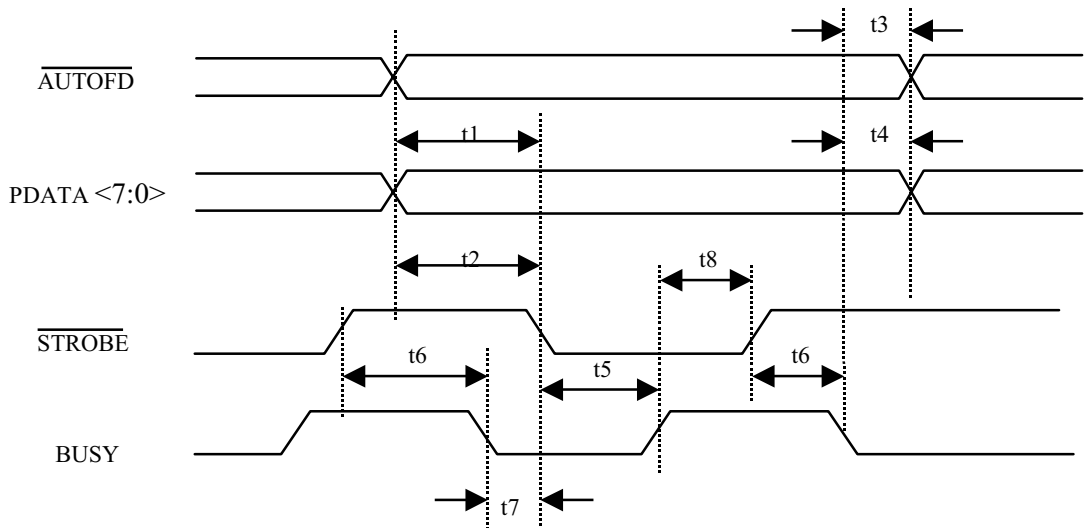 t3
AUTOFD
t1
t4
PDATA <7:0>
t2
t8
STROBE
t6
t5
t6
BUSY
t7